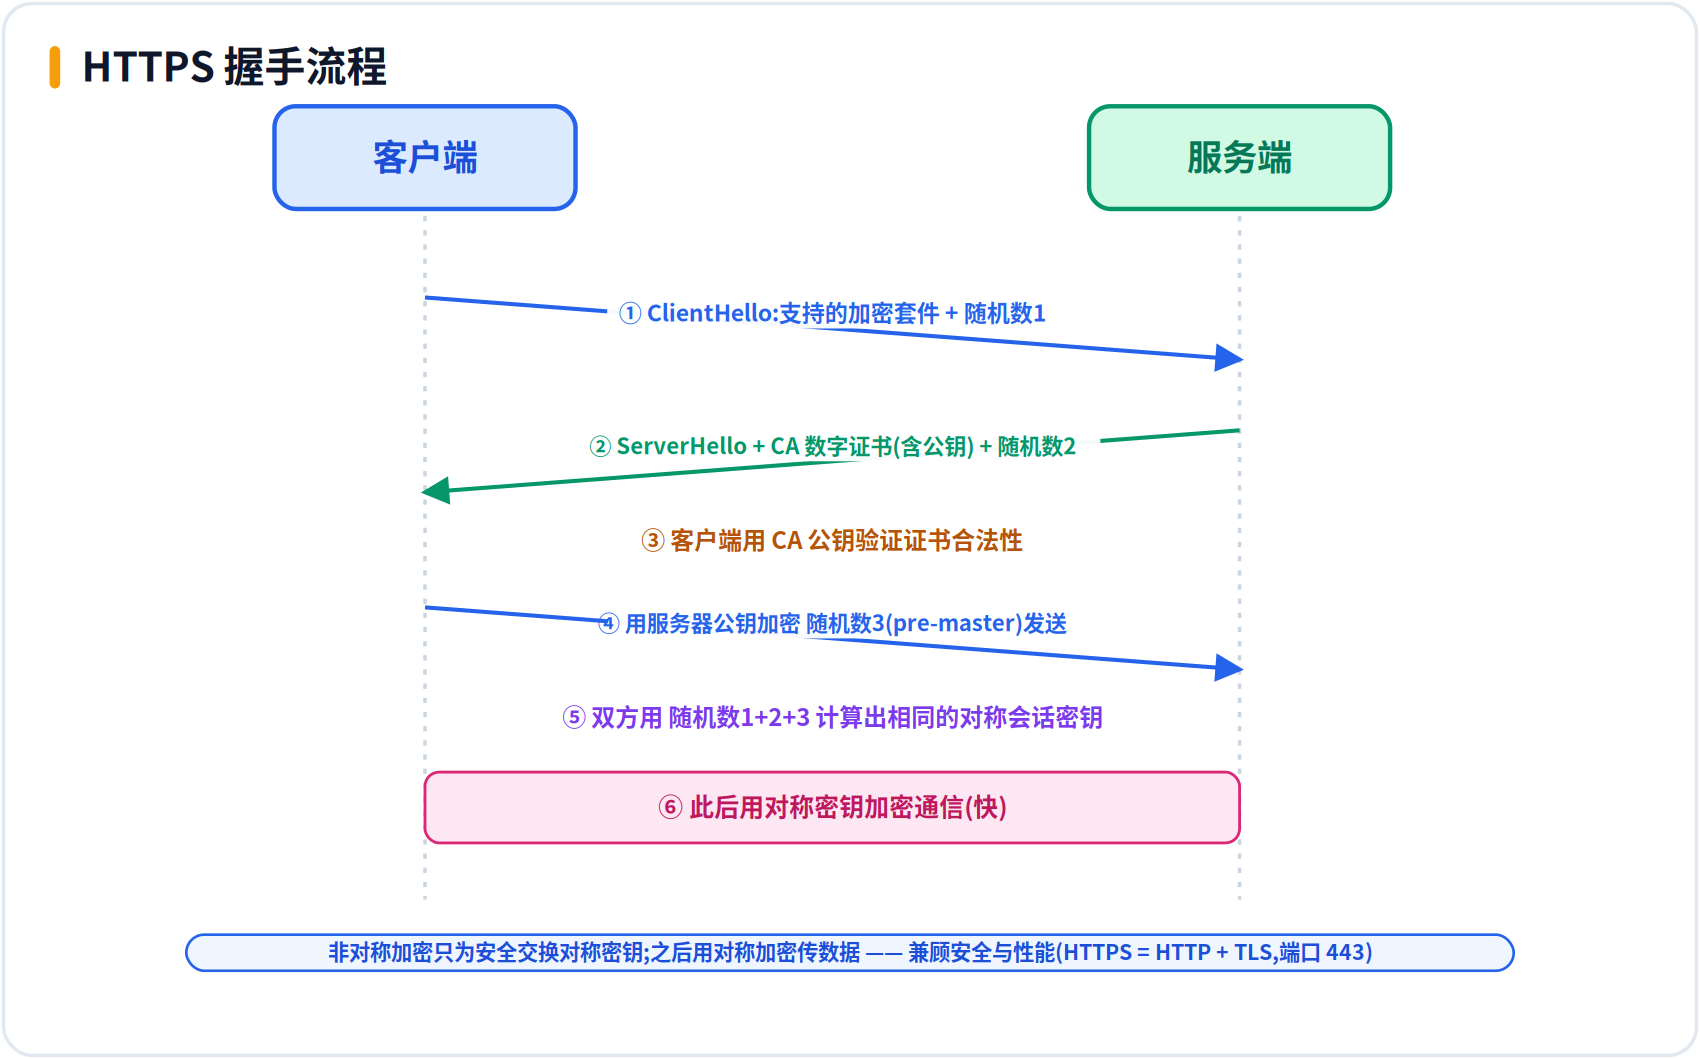 HTTPS 握手流程
客户端
服务端
① ClientHello:支持的加密套件 + 随机数1
② ServerHello + CA 数字证书(含公钥) + 随机数2
③ 客户端用 CA 公钥验证证书合法性
④ 用服务器公钥加密 随机数3(pre-master)发送
⑤ 双方用 随机数1+2+3 计算出相同的对称会话密钥
⑥ 此后用对称密钥加密通信(快)
非对称加密只为安全交换对称密钥;之后用对称加密传数据 —— 兼顾安全与性能(HTTPS = HTTP + TLS,端口 443)